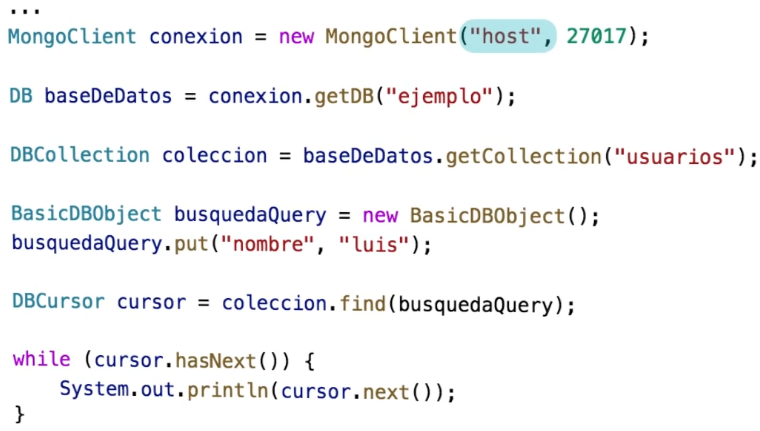 ...
MongoClient conexion = new MongoClient("host", 27017);
DB baseDeDatos = conexion.getDB("ejemplo");
DBCollection coleccion = baseDeDatos.getCollection("usuarios");
BasicDBObject busquedaQuery = new BasicDBObject();
busquedaQuery.put("nombre", "luis");
DBCursor cursor = coleccion.find(busquedaQuery);
while (cursor.hasNext()) {
    System.out.println(cursor.next());
}